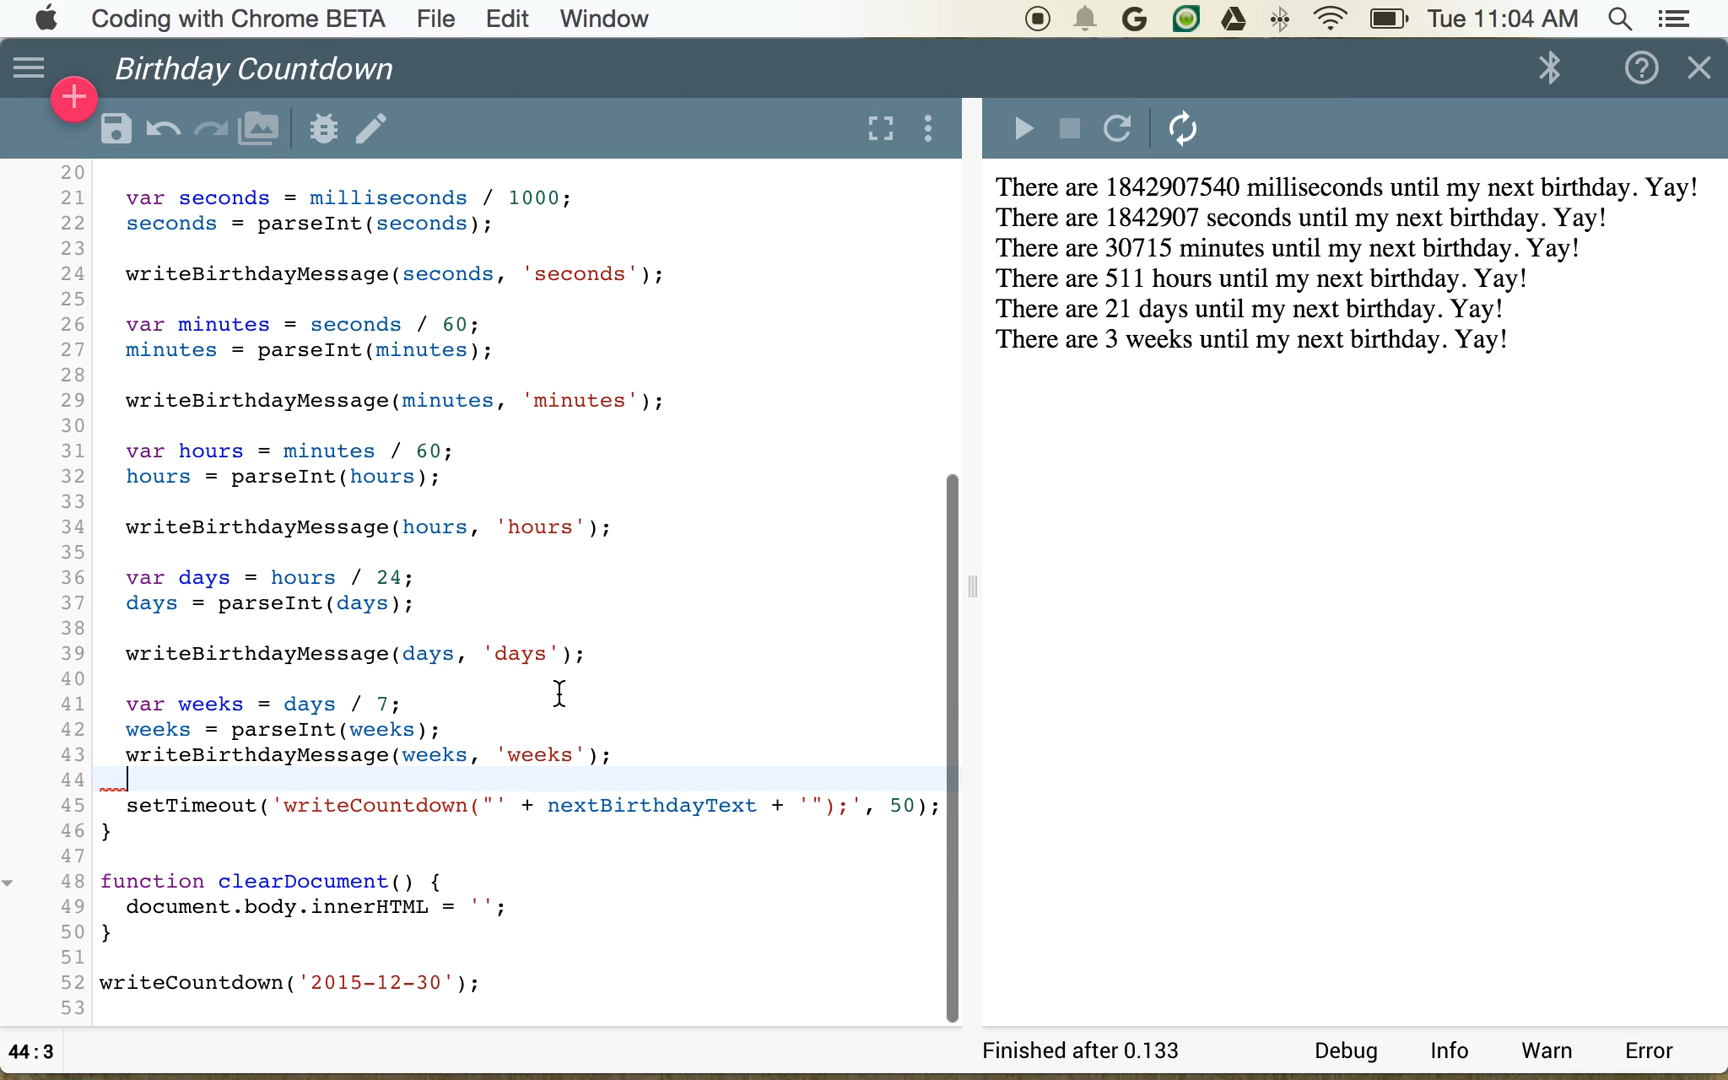 Coding with Chrome BETA File Edit Window Tue 11:04 AM
Birthday Countdown
20
21 var seconds = milliseconds / 1000;
22 seconds = parseInt(seconds);
23
24 writeBirthdayMessage(seconds, 'seconds');
25
26 var minutes = seconds / 60;
27 minutes = parseInt(minutes);
28
29 writeBirthdayMessage(minutes, 'minutes');
30
31 var hours = minutes / 60;
32 hours = parseInt(hours);
33
34 writeBirthdayMessage(hours, 'hours');
35
36 var days = hours / 24;
37 days = parseInt(days);
38
39 writeBirthdayMessage(days, 'days');
40
41 var weeks = days / 7;
42 weeks = parseInt(weeks);
43 writeBirthdayMessage(weeks, 'weeks');
44
45 setTimeout('writeCountdown("' + nextBirthdayText + '");', 50);
46 }
47
48 function clearDocument() {
49 document.body.innerHTML = '';
50 }
51
52 writeCountdown('2015-12-30');
53
There are 1842907540 milliseconds until my next birthday. Yay!
There are 1842907 seconds until my next birthday. Yay!
There are 30715 minutes until my next birthday. Yay!
There are 511 hours until my next birthday. Yay!
There are 21 days until my next birthday. Yay!
There are 3 weeks until my next birthday. Yay!
44:3
Finished after 0.133 Debug Info Warn Error